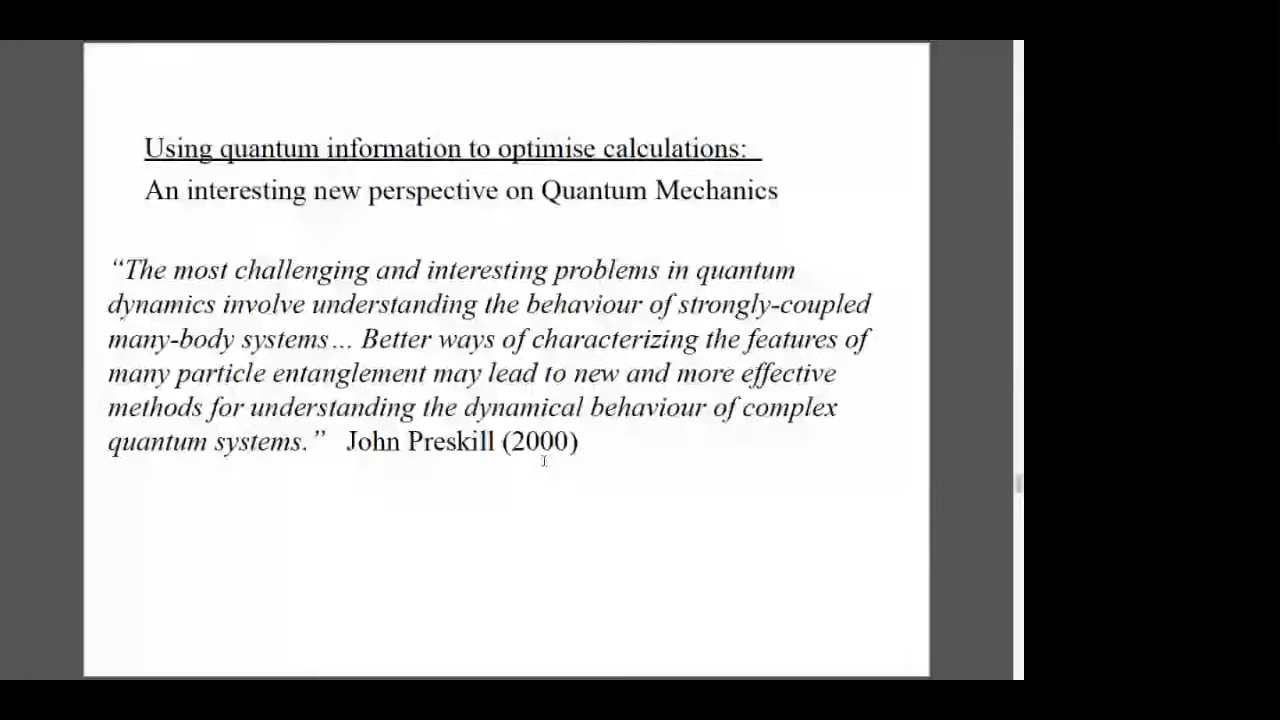 Using quantum information to optimise calculations:
An interesting new perspective on Quantum Mechanics
“The most challenging and interesting problems in quantum
dynamics involve understanding the behaviour of strongly-coupled
many-body systems… Better ways of characterizing the features of
many particle entanglement may lead to new and more effective
methods for understanding the dynamical behaviour of complex
quantum systems.” John Preskill (2000)